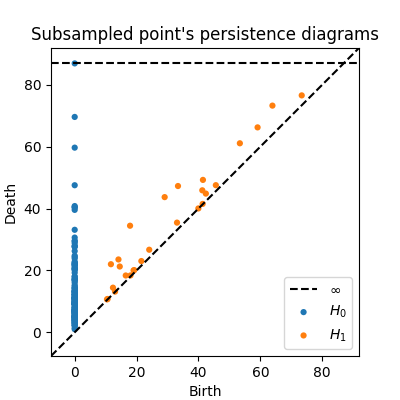 Subsampled point's persistence diagrams
Death
80
60
40
20
0
0 20 40 60 80
Birth
∞
H₀
H₁